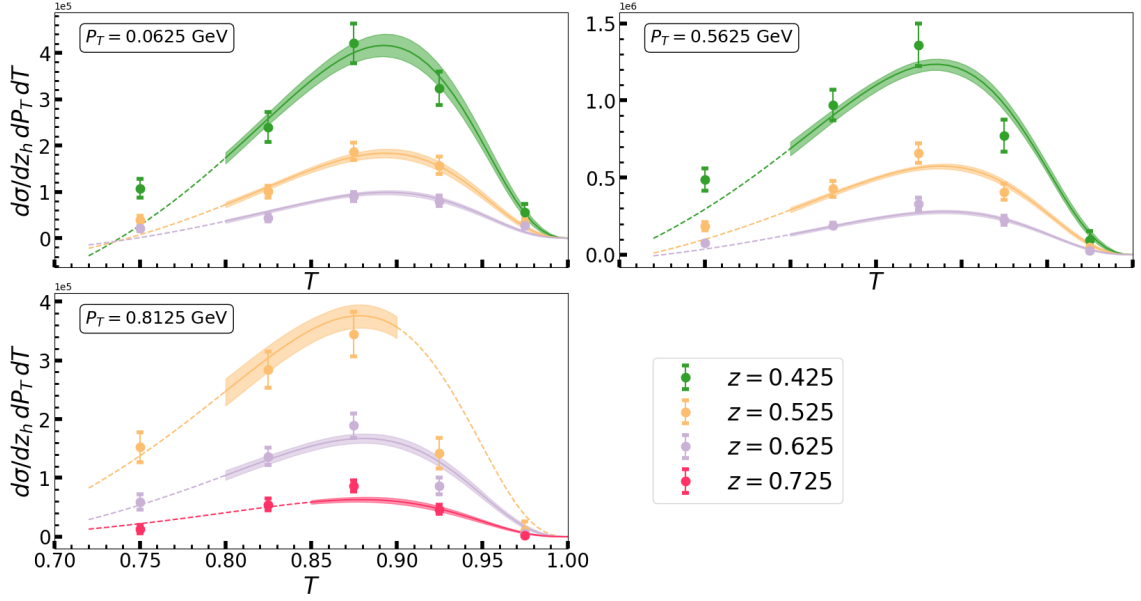 1e5
P_T = 0.0625 GeV
4
3
2
1
0
dσ/dz_h dP_T dT
T
1e6
P_T = 0.5625 GeV
1.5
1.0
0.5
0.0
T
1e5
P_T = 0.8125 GeV
4
3
2
1
0
dσ/dz_h dP_T dT
0.70 0.75 0.80 0.85 0.90 0.95 1.00
T
z = 0.425
z = 0.525
z = 0.625
z = 0.725